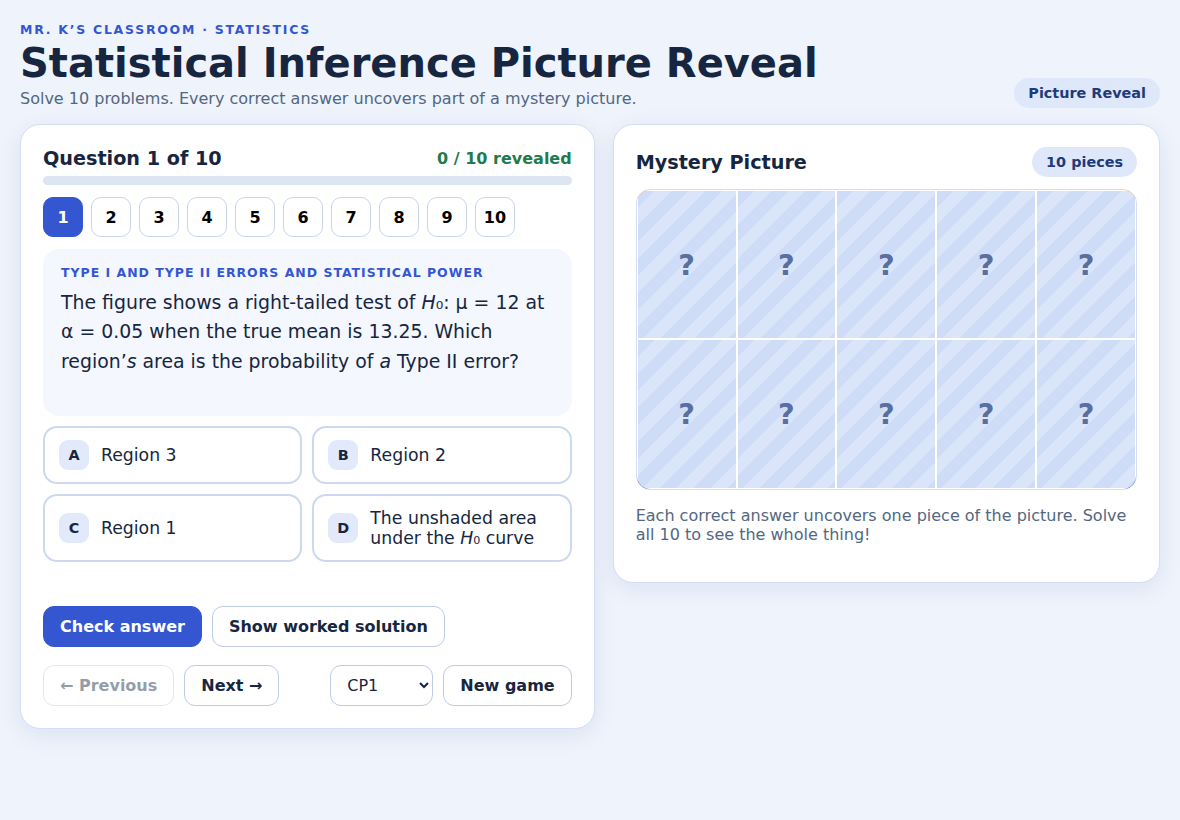 MR. K’S CLASSROOM · STATISTICS
Statistical Inference Picture Reveal
Solve 10 problems. Every correct answer uncovers part of a mystery picture.
Picture Reveal
Question 1 of 10
0 / 10 revealed
1 2 3 4 5 6 7 8 9 10
TYPE I AND TYPE II ERRORS AND STATISTICAL POWER
The figure shows a right-tailed test of H₀: μ = 12 at
α = 0.05 when the true mean is 13.25. Which
region’s area is the probability of a Type II error?
A Region 3
B Region 2
C Region 1
D The unshaded area
under the H₀ curve
Check answer
Show worked solution
← Previous
Next →
CP1
New game
Mystery Picture
10 pieces
? ? ? ? ?
? ? ? ? ?
Each correct answer uncovers one piece of the picture. Solve
all 10 to see the whole thing!